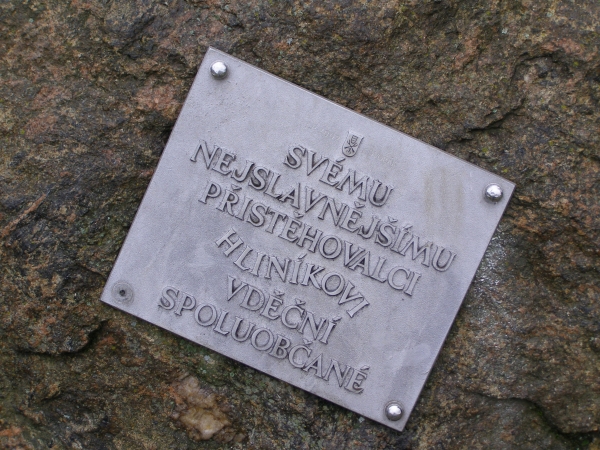 SVÉMU
NEJSLAVNĚJŠÍMU
PŘISTĚHOVALCI
HLINÍKOVI
VDĚČNÍ
SPOLUOBČANÉ